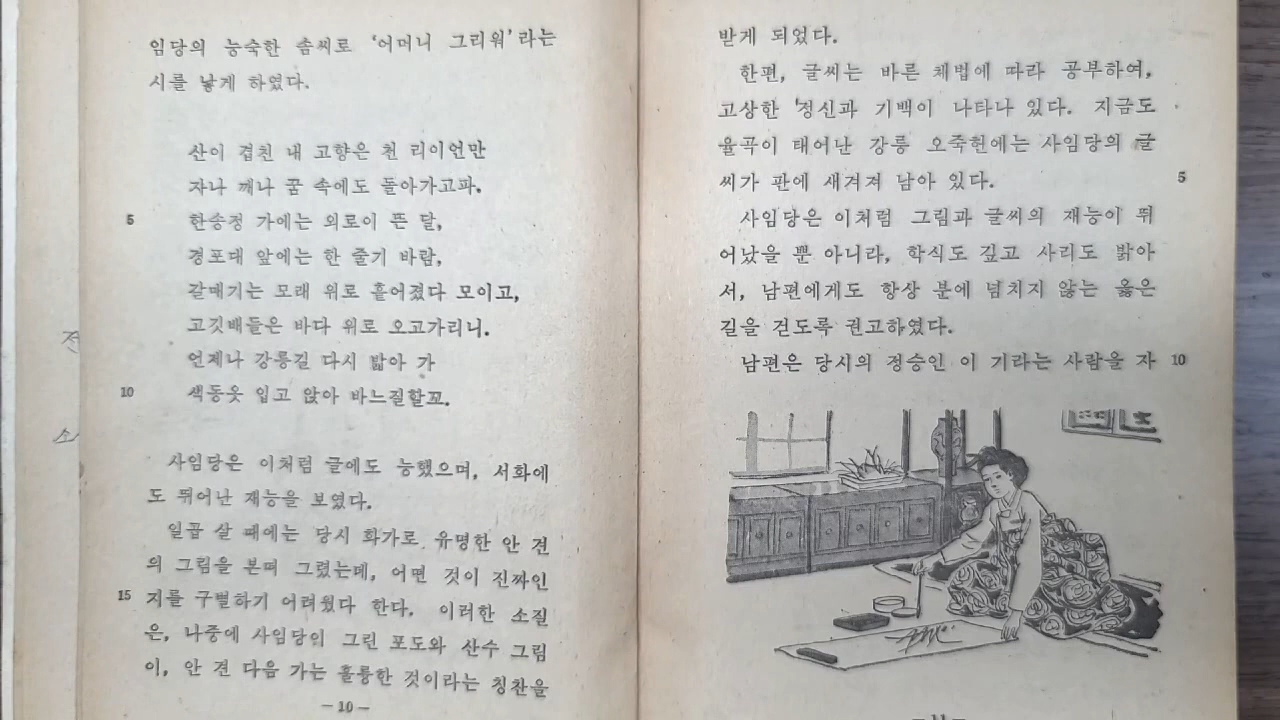 임당의 능숙한 솜씨로 '어머니 그리워'라는
시를 낳게 하였다.
산이 겹친 내 고향은 천 리이언만
자나 깨나 꿈 속에도 돌아가고파.
5 한송정 가에는 외로이 뜬 달,
경포대 앞에는 한 줄기 바람,
갈매기는 모래 위로 흩어졌다 모이고,
고깃배들은 바다 위로 오고가리니.
언제나 강릉길 다시 밟아 가
10 색동옷 입고 앉아 바느질할꼬.
사임당은 이처럼 글에도 능했으며, 서화에
도 뛰어난 재능을 보였다.
일곱 살 때에는 당시 화가로 유명한 안 견
의 그림을 본떠 그렸는데, 어떤 것이 진짜인
15 지를 구별하기 어려웠다 한다. 이러한 소질
은, 나중에 사임당의 그린 포도와 산수 그림
이, 안 견 다음 가는 훌륭한 것이라는 칭찬을
－10－
받게 되었다.
한편, 글씨는 바른 체법에 따라 공부하여,
고상한 '정신과 기백이 나타나 있다. 지금도
율곡이 태어난 강릉 오죽헌에는 사임당의 글
씨가 판에 새겨져 남아 있다. 5
사임당은 이처럼 그림과 글씨의 재능이 뛰
어났을 뿐 아니라, 학식도 깊고 사리도 밝아
서, 남편에게도 항상 분에 넘치지 않는 옳은
길을 걷도록 권고하였다.
남편은 당시의 정승인 이 기라는 사람을 자 10